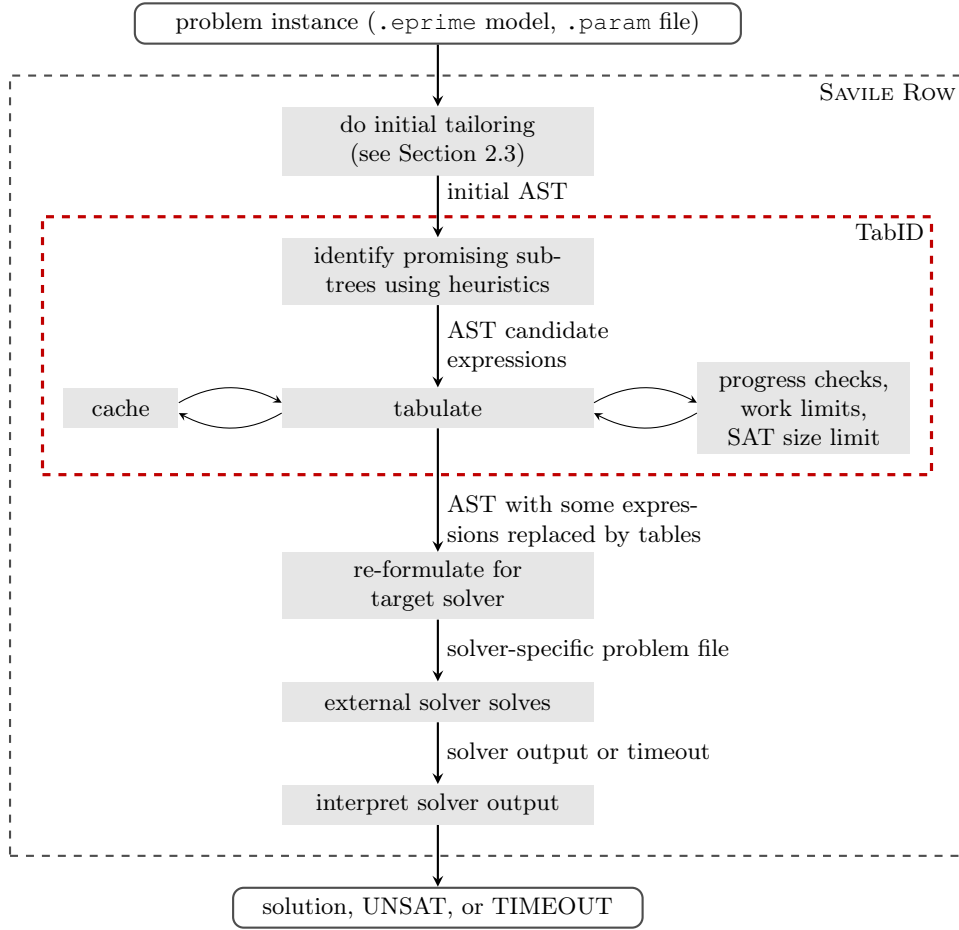 problem instance (.eprime model, .param file)
SAVILE ROW
do initial tailoring
(see Section 2.3)
initial AST
TabID
identify promising sub-
trees using heuristics
AST candidate
expressions
cache
tabulate
progress checks,
work limits,
SAT size limit
AST with some expres-
sions replaced by tables
re-formulate for
target solver
solver-specific problem file
external solver solves
solver output or timeout
interpret solver output
solution, UNSAT, or TIMEOUT